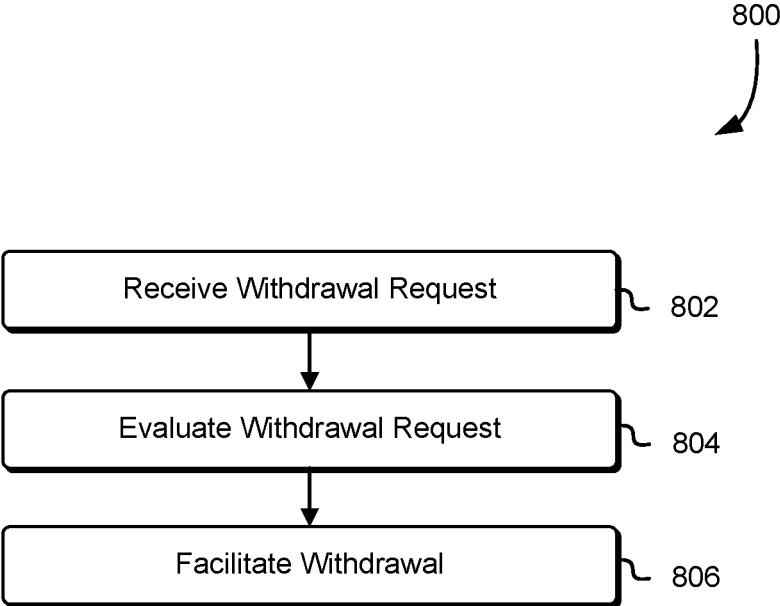 800
Receive Withdrawal Request
802
Evaluate Withdrawal Request
804
Facilitate Withdrawal
806